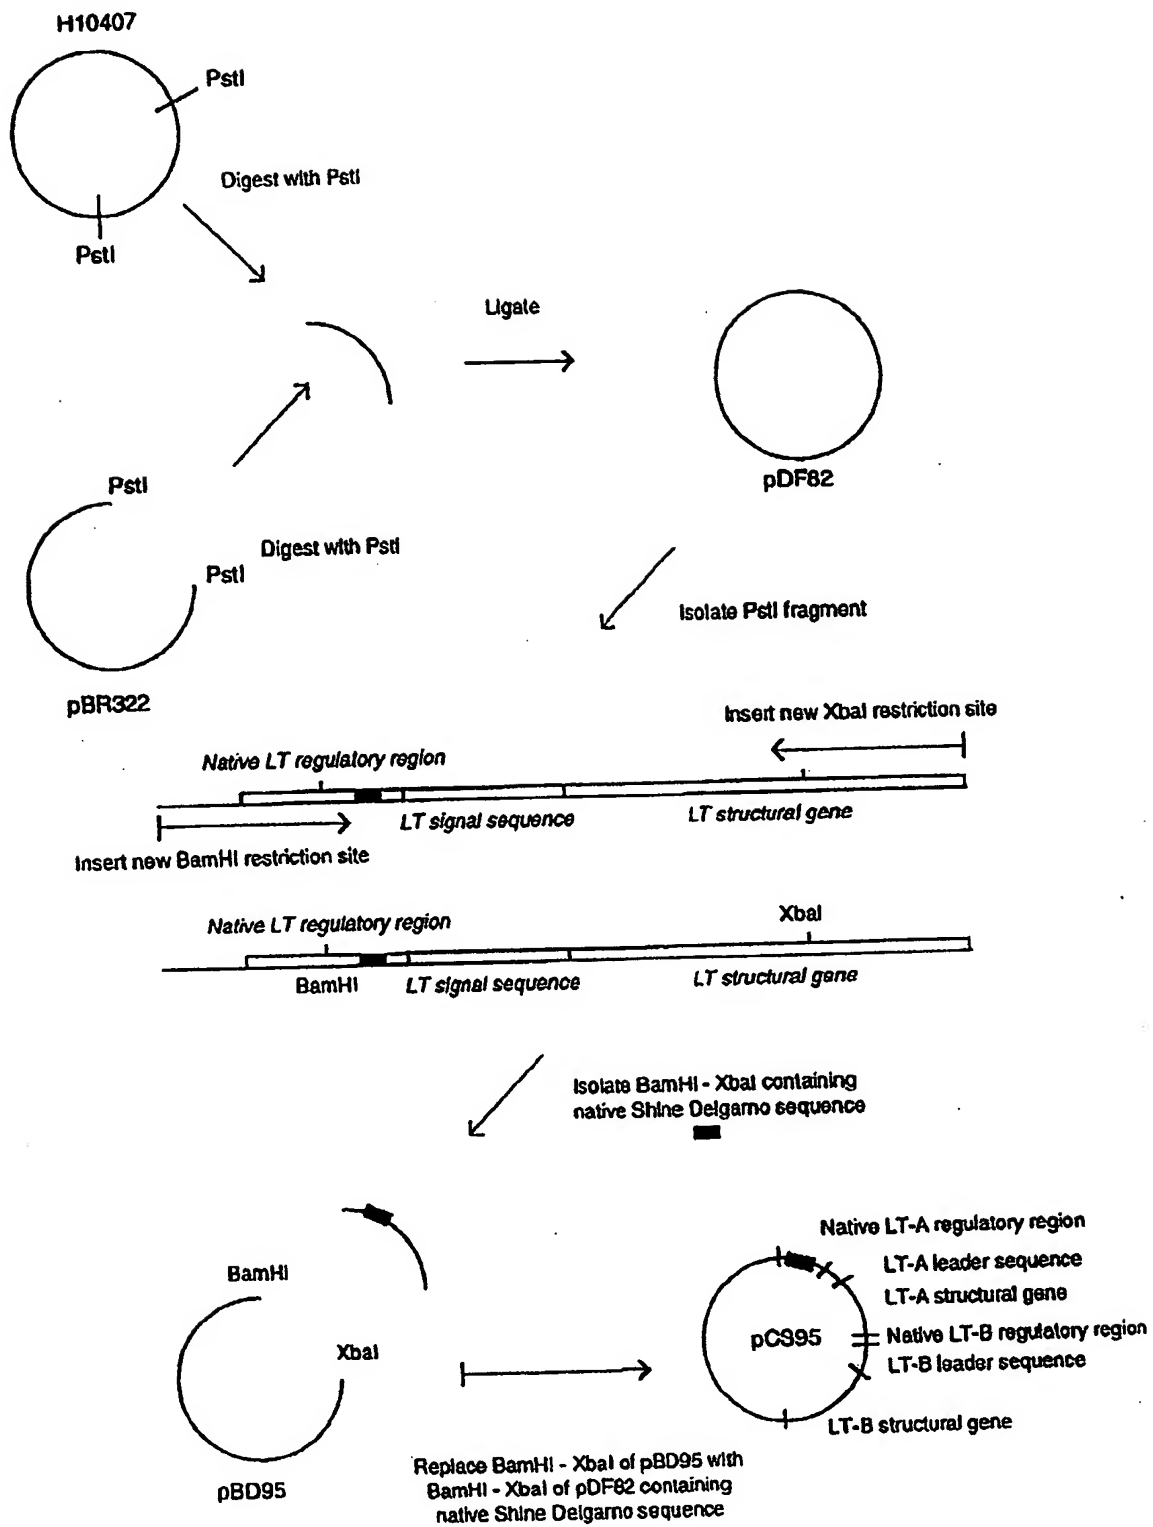 H10407
PstI
Digest with PstI
PstI
Ligate
pDF82
PstI
Digest with PstI
PstI
pBR322
Isolate PstI fragment
Insert new XbaI restriction site
Native LT regulatory region
LT signal sequence
LT structural gene
Insert new BamHI restriction site
Native LT regulatory region
XbaI
BamHI
LT signal sequence
LT structural gene
Isolate BamHI - XbaI containing
native Shine Delgarno sequence
BamHI
XbaI
pBD95
Native LT-A regulatory region
LT-A leader sequence
LT-A structural gene
pCS95
Native LT-B regulatory region
LT-B leader sequence
LT-B structural gene
Replace BamHI - XbaI of pBD95 with
BamHI - XbaI of pDF82 containing
native Shine Delgarno sequence